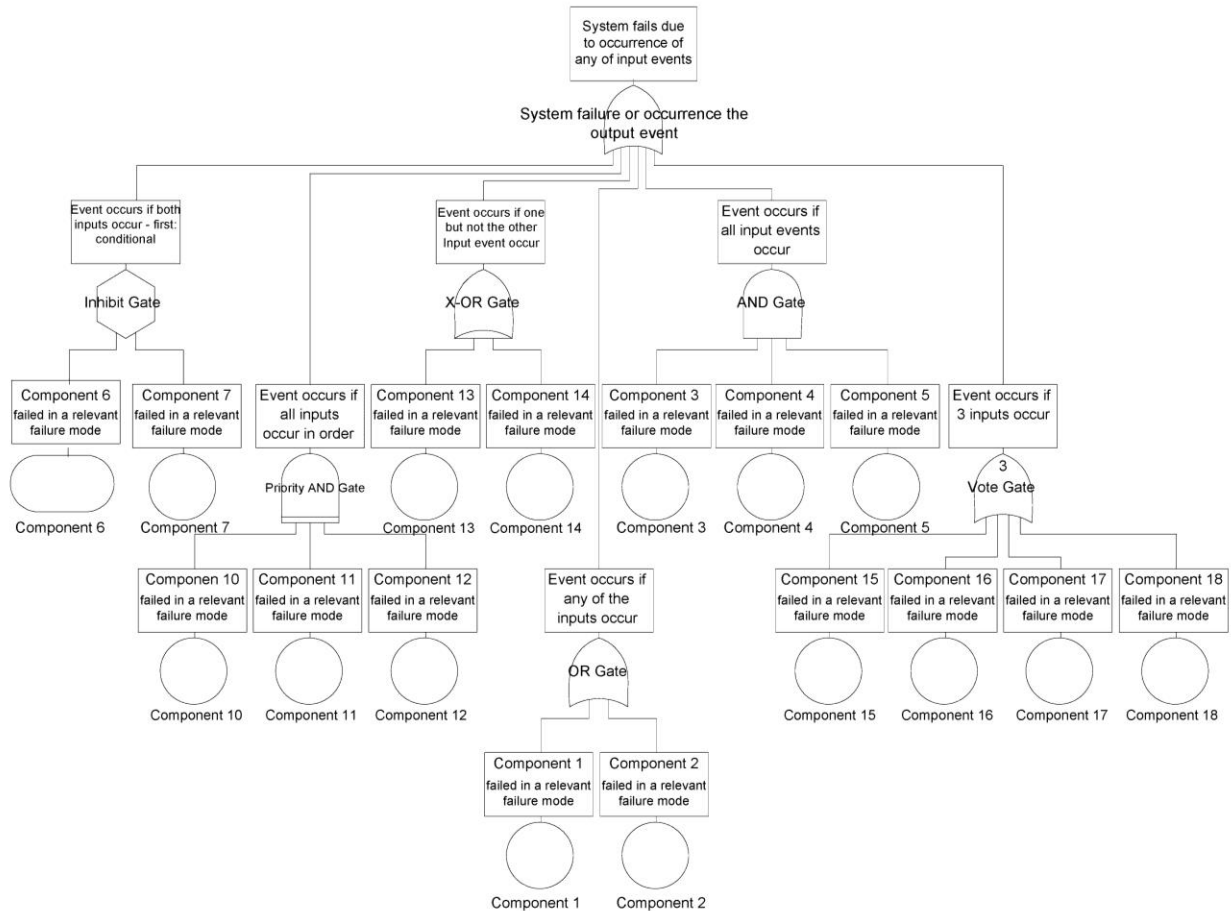 System fails due
to occurrence of
any of input events
System failure or occurrence the
output event
Event occurs if both
inputs occur - first:
conditional
Event occurs if one
but not the other
Input event occur
Event occurs if
all input events
occur
Inhibit Gate
X-OR Gate
AND Gate
Component 6
failed in a relevant
failure mode
Component 7
failed in a relevant
failure mode
Event occurs if
all inputs
occur in order
Component 13
failed in a relevant
failure mode
Component 14
failed in a relevant
failure mode
Component 3
failed in a relevant
failure mode
Component 4
failed in a relevant
failure mode
Component 5
failed in a relevant
failure mode
Event occurs if
3 inputs occur
Priority AND Gate
3
Vote Gate
Component 6
Component 7
Component 13
Component 14
Component 3
Component 4
Component 5
Componen 10
failed in a relevant
failure mode
Component 11
failed in a relevant
failure mode
Component 12
failed in a relevant
failure mode
Event occurs if
any of the
inputs occur
Component 15
failed in a relevant
failure mode
Component 16
failed in a relevant
failure mode
Component 17
failed in a relevant
failure mode
Component 18
failed in a relevant
failure mode
OR Gate
Component 10
Component 11
Component 12
Component 15
Component 16
Component 17
Component 18
Component 1
failed in a relevant
failure mode
Component 2
failed in a relevant
failure mode
Component 1
Component 2